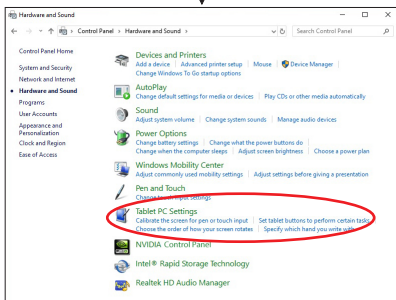 Hardware and Sound
Control Panel > Hardware and Sound >
Search Control Panel
Control Panel Home
System and Security
Network and Internet
Hardware and Sound
Programs
User Accounts
Appearance and
Personalization
Clock and Region
Ease of Access
Devices and Printers
Add a device | Advanced printer setup | Mouse | Device Manager |
Change Windows To Go startup options
AutoPlay
Change default settings for media or devices | Play CDs or other media automatically
Sound
Adjust system volume | Change system sounds | Manage audio devices
Power Options
Change battery settings | Change what the power buttons do |
Change when the computer sleeps | Adjust screen brightness | Choose a power plan
Windows Mobility Center
Adjust commonly used mobility settings | Adjust settings before giving a presentation
Pen and Touch
Change touch input settings
Tablet PC Settings
Calibrate the screen for pen or touch input | Set tablet buttons to perform certain tasks
Choose the order of how your screen rotates | Specify which hand you write with
NVIDIA Control Panel
Intel® Rapid Storage Technology
Realtek HD Audio Manager